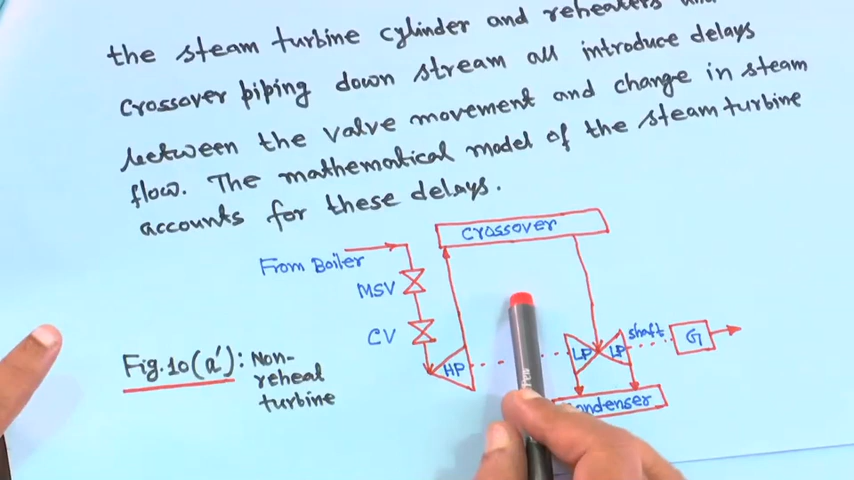 the steam turbine cylinder and reheaters and
crossover piping down stream all introduce delays
between the valve movement and change in steam
flow. The mathematical model of the steam turbine
accounts for these delays.
crossover
From Boiler
MSV
CV
HP
LP
LP
shaft
G
Condenser
Fig.10(a'): Non-
reheat
turbine